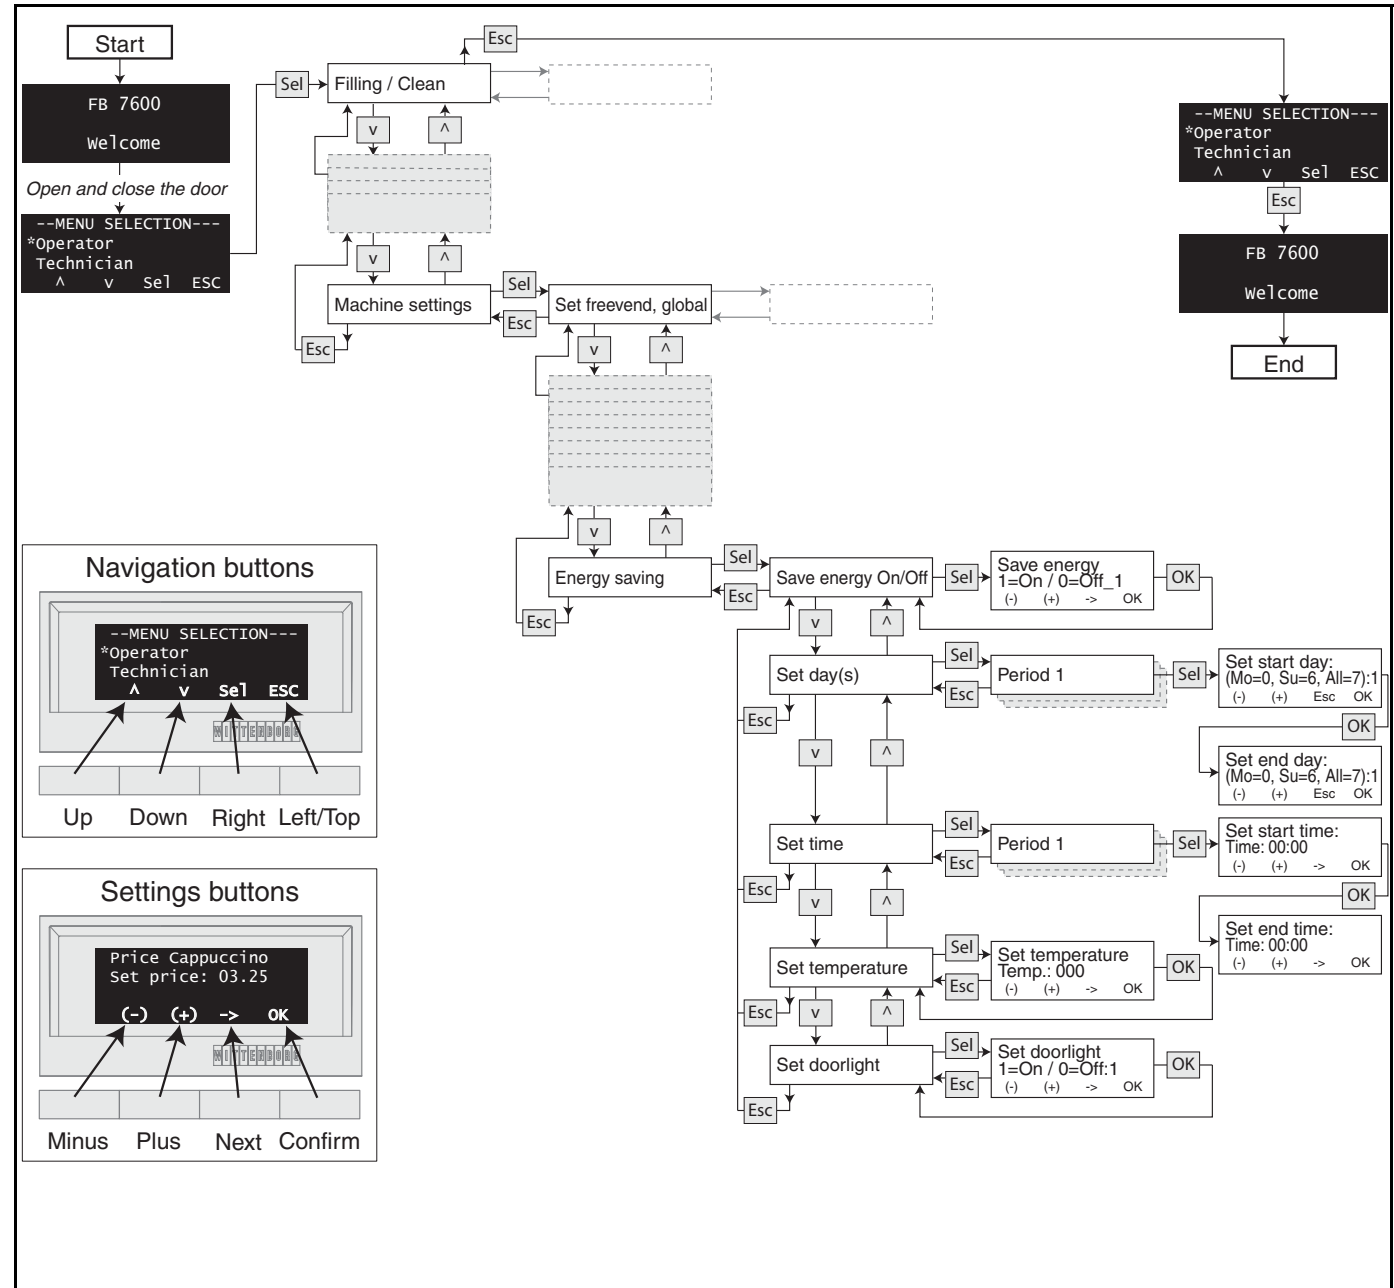 Start
FB 7600
Welcome
Open and close the door
--MENU SELECTION---
*Operator
Technician
^ v Sel ESC
Sel
Filling / Clean
Esc
v ^
v ^
Machine settings
Esc
Sel
Esc
Set freevend, global
v ^
v ^
Energy saving
Esc
Sel
Esc
Save energy On/Off
Sel
Save energy
1=On / 0=Off_1
(-) (+) -> OK
OK
v ^
Set day(s)
Esc
Sel
Esc
Period 1
Sel
Set start day:
(Mo=0, Su=6, All=7):1
(-) (+) Esc OK
OK
Set end day:
(Mo=0, Su=6, All=7):1
(-) (+) Esc OK
v ^
Set time
Esc
Sel
Esc
Period 1
Sel
Set start time:
Time: 00:00
(-) (+) -> OK
OK
Set end time:
Time: 00:00
(-) (+) -> OK
v ^
Set temperature
Esc
Sel
Esc
Set temperature
Temp.: 000
(-) (+) -> OK
OK
v ^
Set doorlight
Esc
Sel
Esc
Set doorlight
1=On / 0=Off:1
(-) (+) -> OK
OK
--MENU SELECTION---
*Operator
Technician
^ v Sel ESC
Esc
FB 7600
Welcome
End
Navigation buttons
--MENU SELECTION---
*Operator
Technician
^ v Sel ESC
WITTENBORG
Up Down Right Left/Top
Settings buttons
Price Cappuccino
Set price: 03.25
(-) (+) -> OK
WITTENBORG
Minus Plus Next Confirm